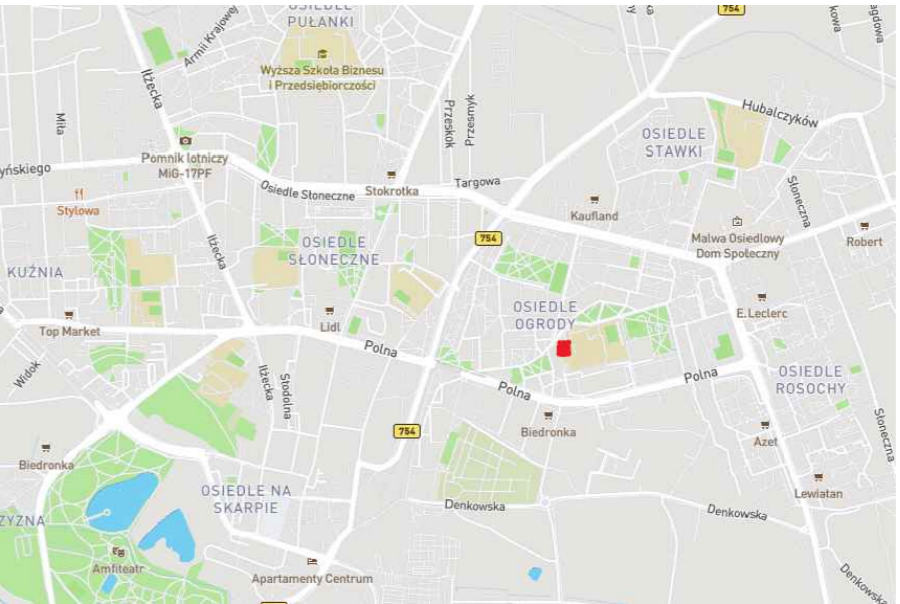 OSIEDLE
PUŁANKI
754
Armii Krajowej
Iłżecka
Wyższa Szkoła Biznesu
i Przedsiębiorczości
Przeskok
Przesmyk
Hubalczyków
OSIEDLE
STAWKI
Miła
Pomnik lotniczy
MiG-17PF
yńskiego
Stylowa
Osiedle Słoneczne
Stokrotka
Targowa
Kaufland
Słoneczna
Malwa Osiedlowy
Dom Społeczny
Robert
Iłżecka
OSIEDLE
SŁONECZNE
754
KUŹNIA
OSIEDLE
OGRODY
E.Leclerc
Top Market
Lidl
Polna
Widok
Iłżecka
Stodolna
Polna
Polna
OSIEDLE
ROSOCHY
Słoneczna
754
Biedronka
Azet
Biedronka
OSIEDLE NA
SKARPIE
Lewiatan
Denkowska
Denkowska
ZYZNA
Amfiteatr
Apartamenty Centrum
Denkowska